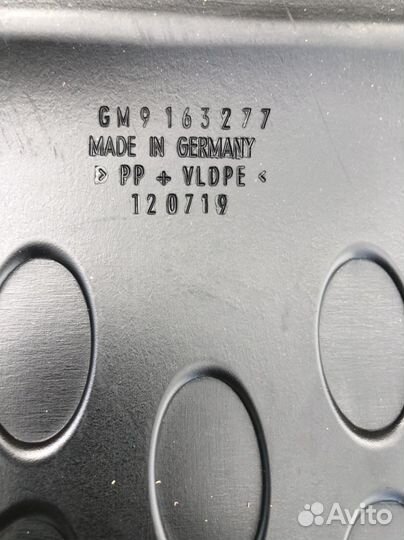 GM9163277
MADE IN GERMANY
> PP + VLDPE <
120719
Avito